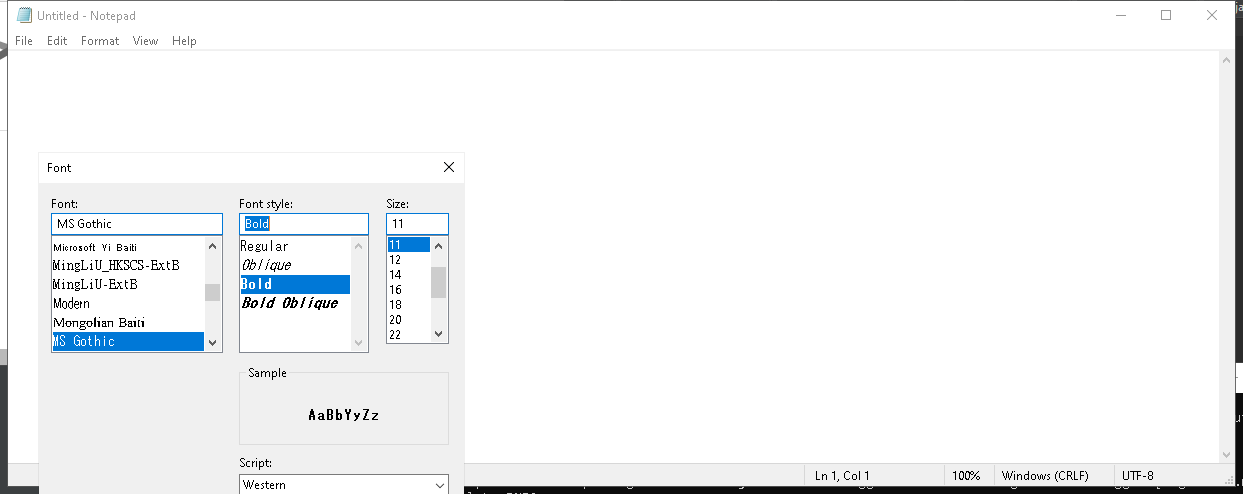 Untitled - Notepad
File Edit Format View Help
Font
Font: Font style: Size:
MS Gothic Bold 11
Microsoft Yi Baiti
MingLiU_HKSCS-ExtB
MingLiU-ExtB
Modern
Mongolian Baiti
MS Gothic
Regular
Oblique
Bold
Bold Oblique
11
12
14
16
18
20
22
Sample
AaBbYyZz
Script:
Western
Ln 1, Col 1 100% Windows (CRLF) UTF-8